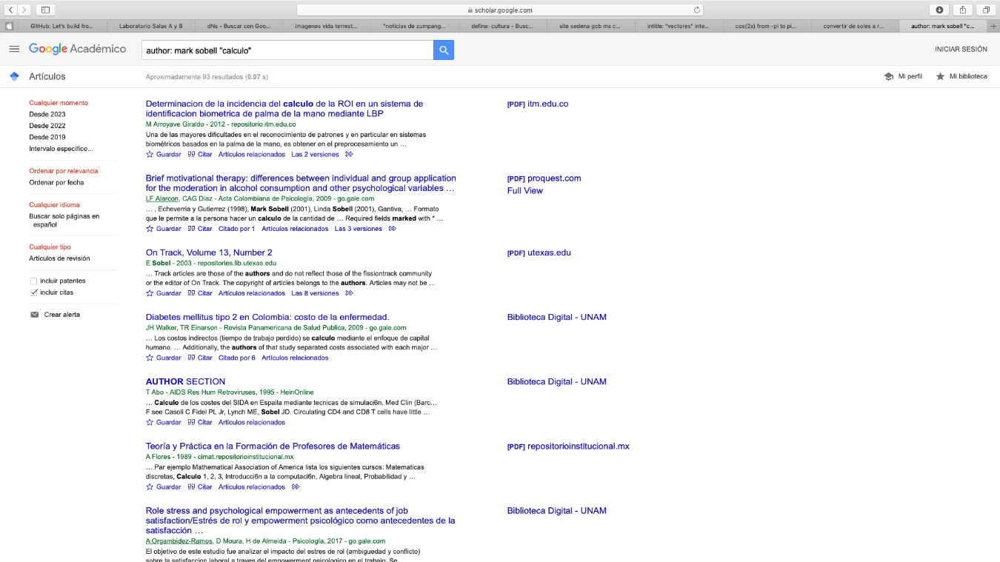 scholar.google.com
GitHub: Let's build fro...
Laboratorio Salas A y B
dNs - Buscar con Goo...
imagenes vida terrest...
"noticias de zumpang...
define: cultura - Busc...
site sedena gob mx c...
intitle: "vectores" inte...
cos(2x) from -pi to pi...
convertir de soles a r...
author: mark sobell "c...
Google Académico
author: mark sobell "calculo"
INICIAR SESIÓN
Artículos
Aproximadamente 93 resultados (0.07 s)
Mi perfil
Mi biblioteca
Cualquier momento
Desde 2023
Desde 2022
Desde 2019
Intervalo específico...
Ordenar por relevancia
Ordenar por fecha
Cualquier idioma
Buscar solo páginas en
español
Cualquier tipo
Artículos de revisión
incluir patentes
incluir citas
Crear alerta
Determinacion de la incidencia del calculo de la ROI en un sistema de
identificacion biometrica de palma de la mano mediante LBP
M Arroyave Giraldo - 2012 - repositorio.itm.edu.co
Una de las mayores dificultades en el reconocimiento de patrones y en particular en sistemas
biométricos basados en la palma de la mano, es obtener en el preprocesamiento un …
Guardar Citar Artículos relacionados Las 2 versiones
[PDF] itm.edu.co
Brief motivational therapy: differences between individual and group application
for the moderation in alcohol consumption and other psychological variables …
LF Alarcon, CAG Diaz - Acta Colombiana de Psicología, 2009 - go.gale.com
… , Echeverria y Gutierrez (1998), Mark Sobell (2001), Linda Sobell (2001), Gantiva, … Formato
que le permite a la persona hacer un calculo de la cantidad de … Required fields marked with * …
Guardar Citar Citado por 1 Artículos relacionados Las 3 versiones
[PDF] proquest.com
Full View
On Track, Volume 13, Number 2
E Sobel - 2003 - repositories.lib.utexas.edu
… Track articles are those of the authors and do not reflect those of the fissiontrack community
or the editor of On Track. The copyright of articles belongs to the authors. Articles may not be …
Guardar Citar Artículos relacionados Las 8 versiones
[PDF] utexas.edu
Diabetes mellitus tipo 2 en Colombia: costo de la enfermedad.
JH Walker, TR Einarson - Revista Panamericana de Salud Publica, 2009 - go.gale.com
… Los costos indirectos (tiempo de trabajo perdido) se calculo mediante el enfoque de capital
humano. … Additionally, the authors of that study separated costs associated with each major …
Guardar Citar Citado por 6 Artículos relacionados
Biblioteca Digital - UNAM
AUTHOR SECTION
T Abo - AIDS Res Hum Retroviruses, 1995 - HeinOnline
… Calculo de los costes del SIDA en Espaila mediante tecnicas de simulaci6n. Med Clin (Barc…
F see Casoli C Fidel PL Jr, Lynch ME, Sobel JD. Circulating CD4 and CD8 T cells have little …
Guardar Citar Artículos relacionados
Biblioteca Digital - UNAM
Teoría y Práctica en la Formación de Profesores de Matemáticas
A Flores - 1989 - cimat.repositorioinstitucional.mx
… Par ejemplo Mathematical Association of America lista los siguientes cursos: Matematicas
discretas, Calculo 1, 2, 3, Introducci6n a la computaci6n, Algebra lineal, Probabilidad y …
Guardar Citar Artículos relacionados
[PDF] repositorioinstitucional.mx
Role stress and psychological empowerment as antecedents of job
satisfaction/Estrés de rol y empowerment psicológico como antecedentes de la
satisfacción …
A Orgambidez-Ramos, D Moura, H de Almeida - Psicología, 2017 - go.gale.com
El objetivo de este estudio fue analizar el impacto del estres de rol (ambiguedad y conflicto)
sobre la satisfaccion laboral a traves del empowerment psicologico en el trabajo. Se
Biblioteca Digital - UNAM